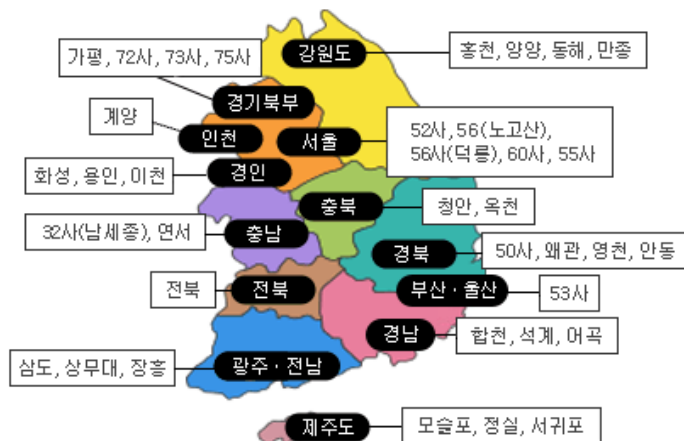 강원도
홍천, 양양, 동해, 만종
가평, 72사, 73사, 75사
경기북부
계양
인천
서울
52사, 56(노고산),
56사(덕릉), 60사, 55사
화성, 용인, 이천
경인
충북
청안, 옥천
32사(남세종), 연서
충남
경북
50사, 왜관, 영천, 안동
전북
전북
부산·울산
53사
경남
합천, 석계, 어곡
삼도, 상무대, 장흥
광주·전남
제주도
모슬포, 정실, 서귀포